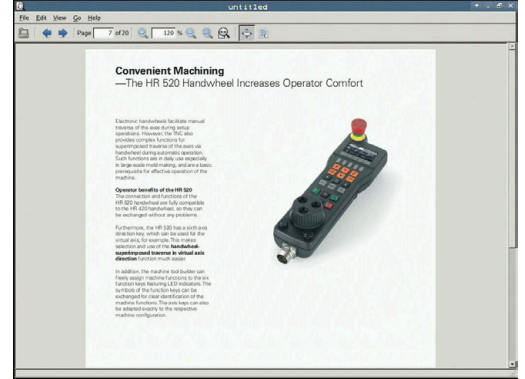 untitled
File Edit View Go Help
Page 7 of 20 120 %
Convenient Machining
—The HR 520 Handwheel Increases Operator Comfort
Electronic handwheels facilitate manual
traverse of the axes during setup
operations. However, the TNC also
provides complex functions for
superimposed traverse of the axes via
handwheel during automatic operation.
Such functions are in daily use especially
in large-scale mold making, and are a basic
prerequisite for effective operation of the
machine.
Operator benefits of the HR 520
The connection and functions of the
HR 520 handwheel are fully compatible
to the HR 420 handwheel, so they can
be exchanged without any problems.
Furthermore, the HR 520 has a sixth axis
direction key, which can be used for the
virtual axis, for example. This makes
selection and use of the handwheel-
superimposed traverse in virtual axis
direction function much easier.
In addition, the machine tool builder can
freely assign machine functions to the six
function keys featuring LED indicators. The
symbols of the function keys can be
exchanged for clear identification of the
machine functions. The axis keys can also
be adapted exactly to the respective
machine configuration.